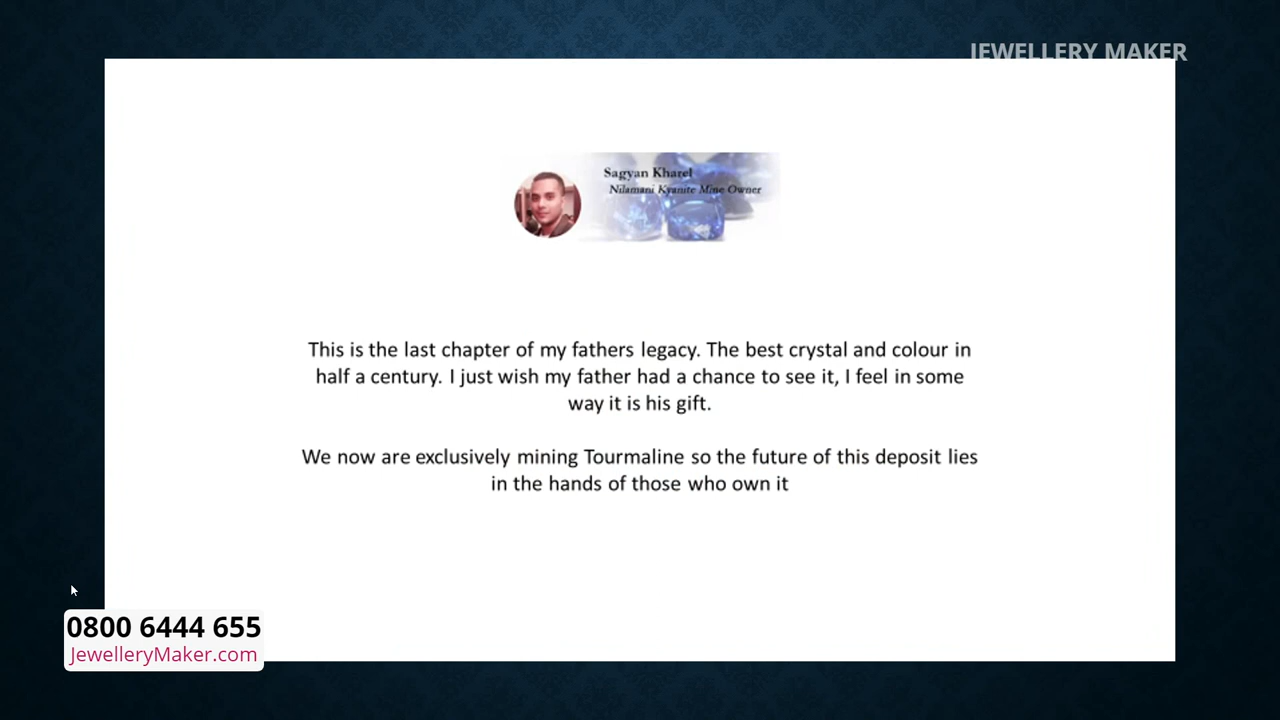 JEWELLERY MAKER
Sagyan Kharel
Nilamani Kyanite Mine Owner
This is the last chapter of my fathers legacy. The best crystal and colour in
half a century. I just wish my father had a chance to see it, I feel in some
way it is his gift.
We now are exclusively mining Tourmaline so the future of this deposit lies
in the hands of those who own it
0800 6444 655
JewelleryMaker.com